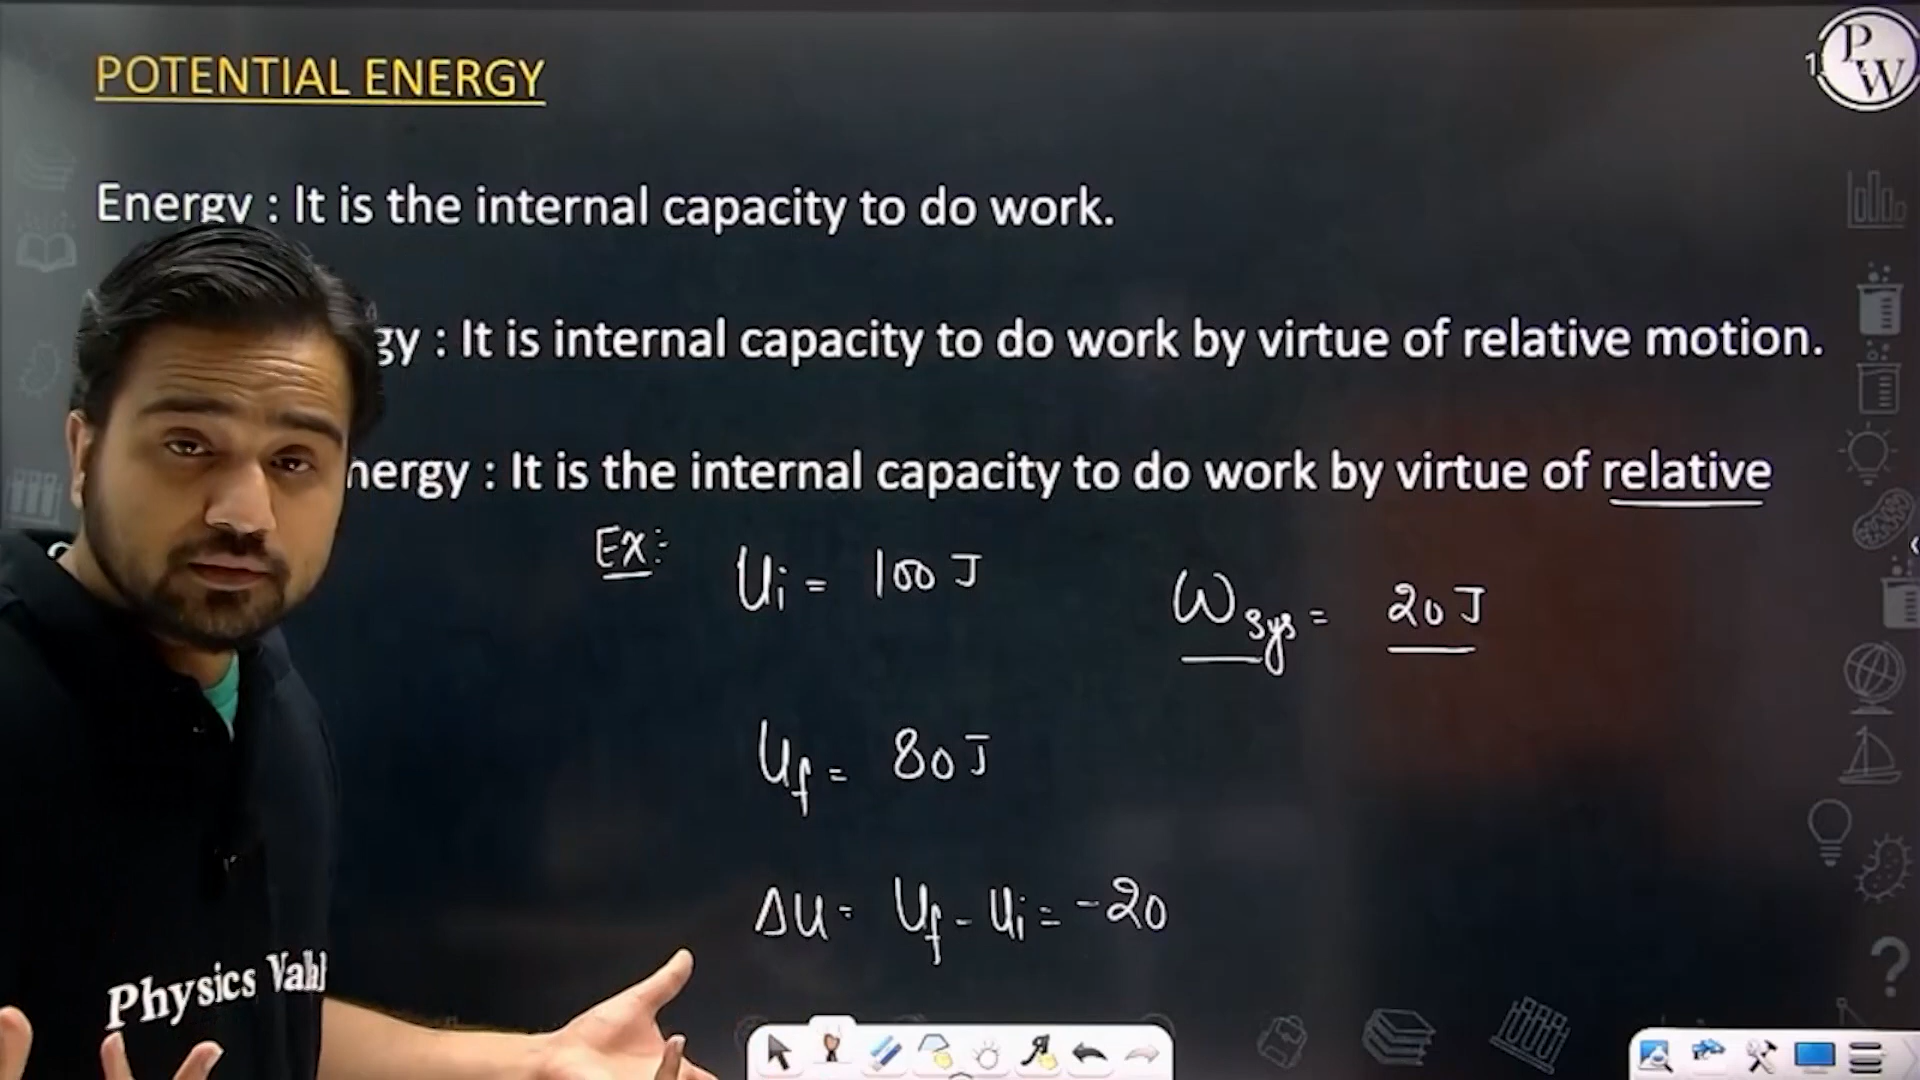 POTENTIAL ENERGY
PW
Energy : It is the internal capacity to do work.
gy : It is internal capacity to do work by virtue of relative motion.
nergy : It is the internal capacity to do work by virtue of relative
Ex:
Ui = 100 J
Wsys = 20 J
Uf = 80 J
ΔU = Uf - Ui = -20
Physics Wallah